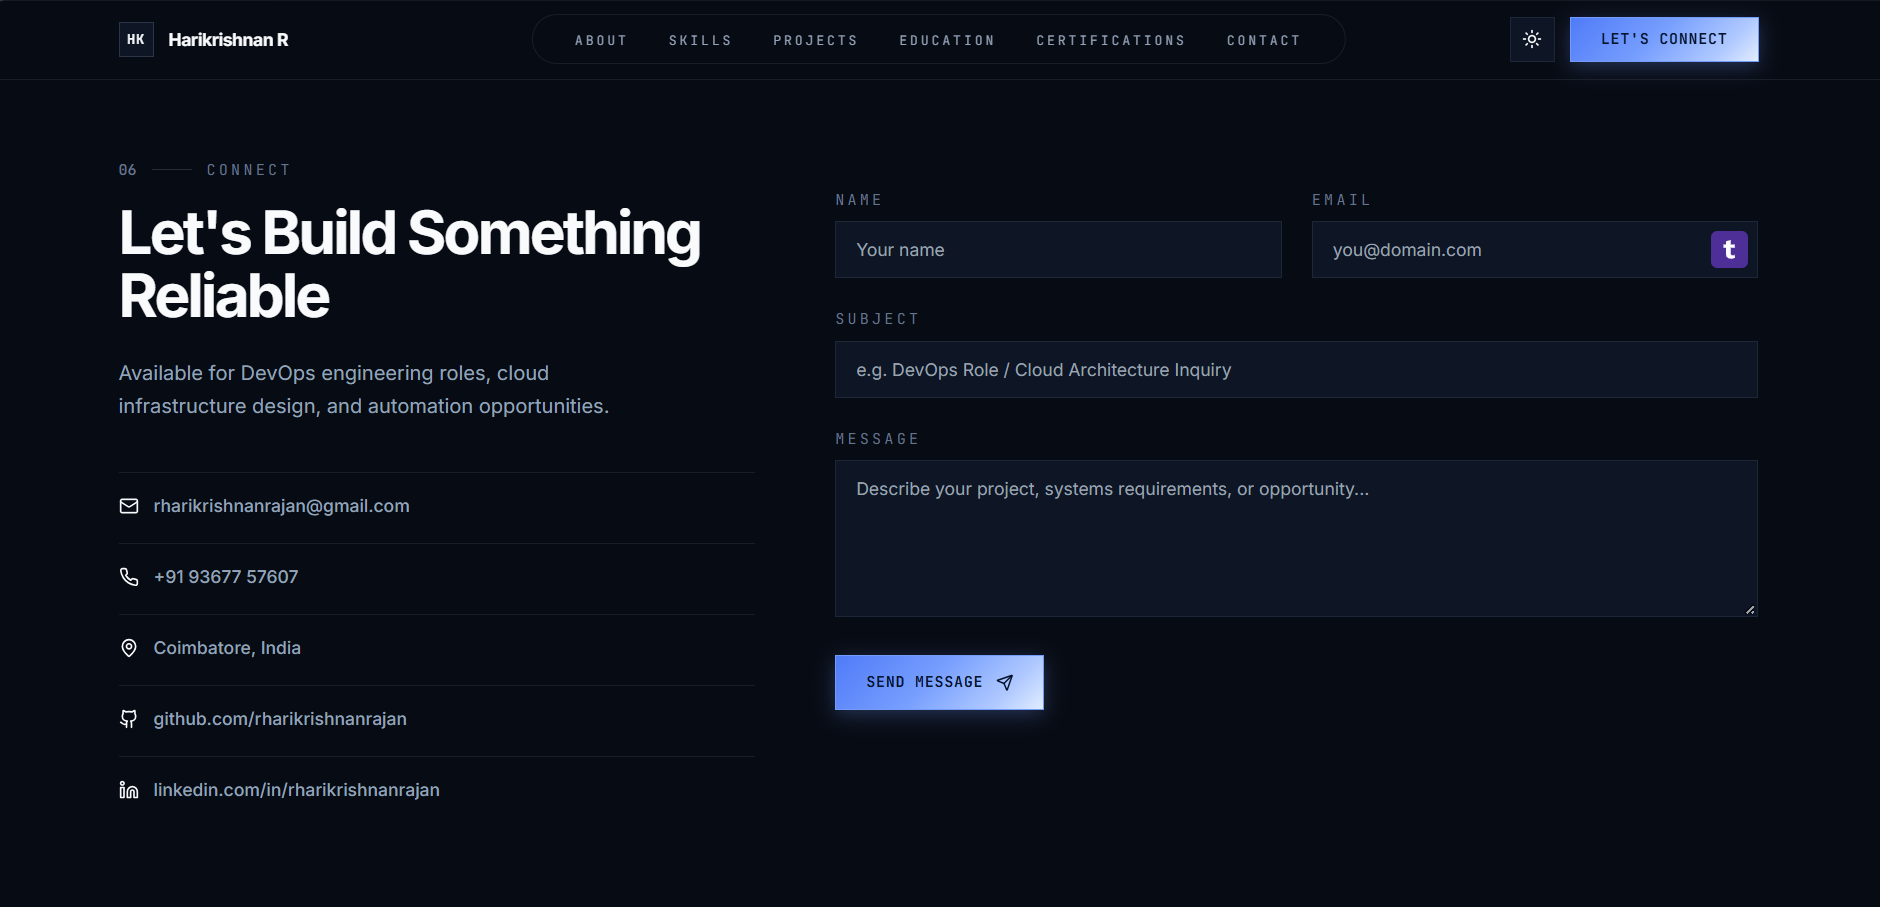 HK Harikrishnan R
ABOUT SKILLS PROJECTS EDUCATION CERTIFICATIONS CONTACT
LET'S CONNECT
06 CONNECT
Let's Build Something
Reliable
Available for DevOps engineering roles, cloud
infrastructure design, and automation opportunities.
rharikrishnanrajan@gmail.com
+91 93677 57607
Coimbatore, India
github.com/rharikrishnanrajan
linkedin.com/in/rharikrishnanrajan
NAME
Your name
EMAIL
you@domain.com
t
SUBJECT
e.g. DevOps Role / Cloud Architecture Inquiry
MESSAGE
Describe your project, systems requirements, or opportunity...
SEND MESSAGE